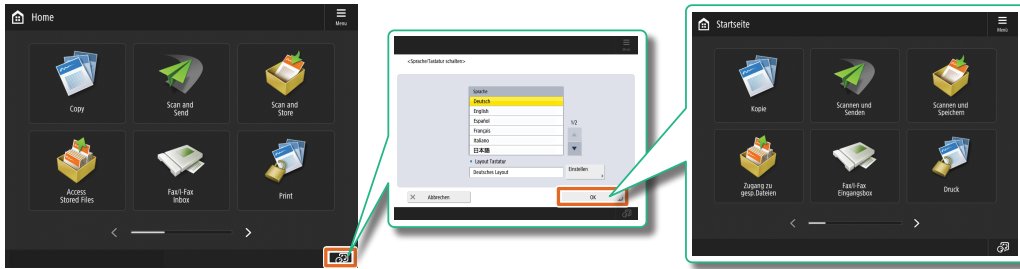 Home
Menu
Copy
Scan and
Send
Scan and
Store
Access
Stored Files
Fax/I-Fax
Inbox
Print
<Sprache/Tastatur schalten>
Sprache
Deutsch
English
Español
Français
Italiano
日本語
1/2
Layout Tastatur
Deutsches Layout
Einstellen
Abbrechen
OK
Startseite
Menü
Kopie
Scannen und
Senden
Scannen und
Speichern
Zugang zu
gesp.Dateien
Fax/I-Fax
Eingangsbox
Druck